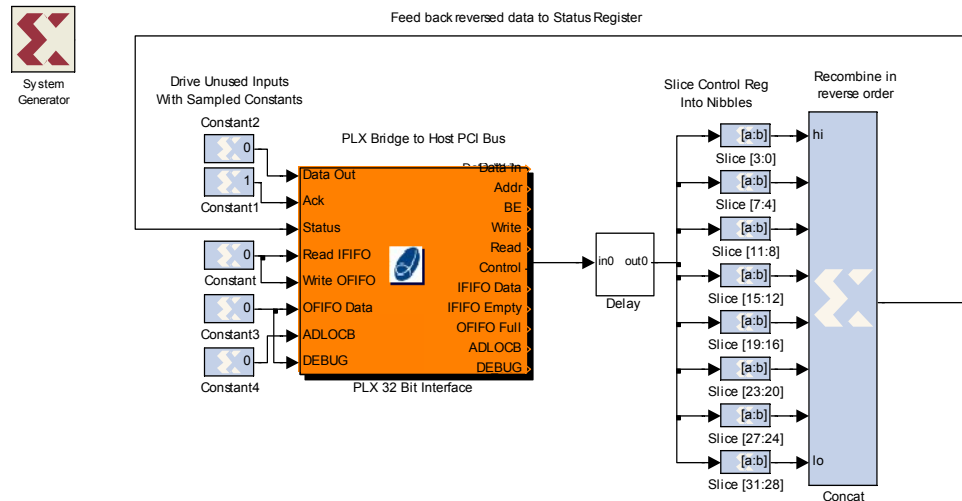 Feed back reversed data to Status Register
System
Generator
Drive Unused Inputs
With Sampled Constants
Constant2
0
1
Constant1
0
Constant
0
Constant3
0
Constant4
PLX Bridge to Host PCI Bus
Data Out
Ack
Status
Read IFIFO
Write OFIFO
OFIFO Data
ADLOCB
DEBUG
Data In
Addr
BE
Write
Read
Control
IFIFO Data
IFIFO Empty
OFIFO Full
ADLOCB
DEBUG
PLX 32 Bit Interface
in0 out0
Delay
Slice Control Reg
Into Nibbles
[a:b]
Slice [3:0]
[a:b]
Slice [7:4]
[a:b]
Slice [11:8]
[a:b]
Slice [15:12]
[a:b]
Slice [19:16]
[a:b]
Slice [23:20]
[a:b]
Slice [27:24]
[a:b]
Slice [31:28]
Recombine in
reverse order
hi
lo
Concat